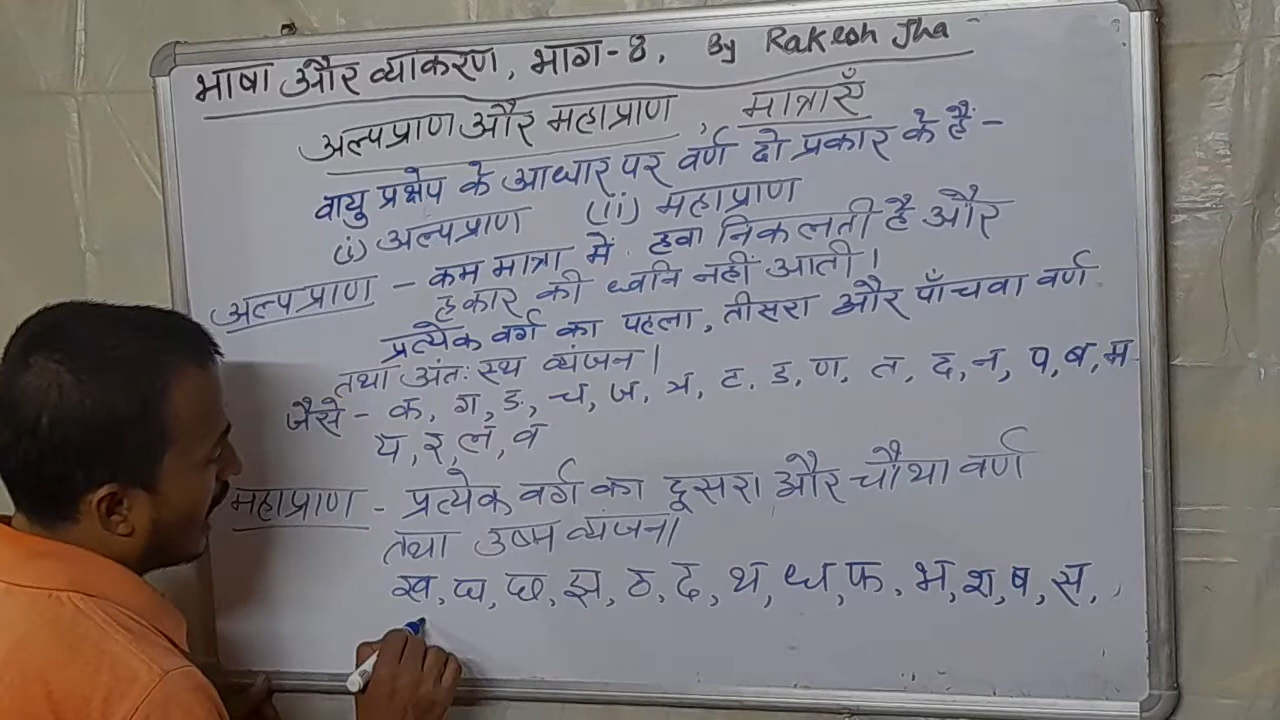 भाषा और व्याकरण, भाग-8, By Rakesh Jha
अल्पप्राण और महाप्राण, मात्राएँ
वायु प्रक्षेप के आधार पर वर्ण दो प्रकार के हैं -
(i) अल्पप्राण (ii) महाप्राण
अल्पप्राण - कम मात्रा में हवा निकलती है और
हकार की ध्वनि नहीं आती।
प्रत्येक वर्ग का पहला, तीसरा और पाँचवा वर्ण
तथा अंतःस्थ व्यंजन।
जैसे - क, ग, ङ, च, ज, ञ, ट, ड, ण, त, द, न, प, ब, म
य, र, ल, व
महाप्राण - प्रत्येक वर्ग का दूसरा और चौथा वर्ण
तथा उष्म व्यंजन।
ख, घ, छ, झ, ठ, ढ, थ, ध, फ, भ, श, ष, स,